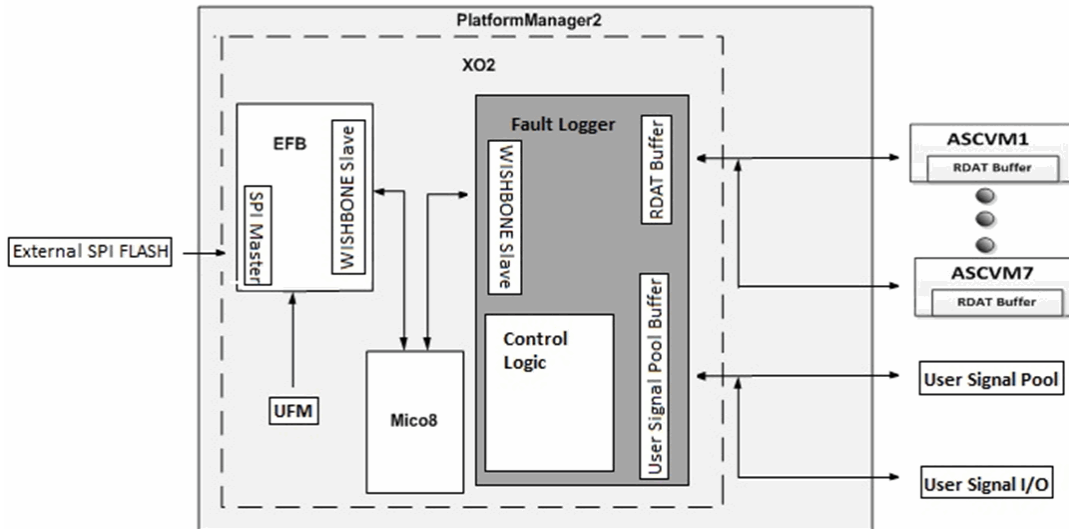 PlatformManager2
XO2
EFB
WISHBONE Slave
SPI Master
Fault Logger
WISHBONE Slave
RDAT Buffer
User Signal Pool Buffer
Control
Logic
Mico8
UFM
External SPI FLASH
ASCVM1
RDAT Buffer
ASCVM7
RDAT Buffer
User Signal Pool
User Signal I/O